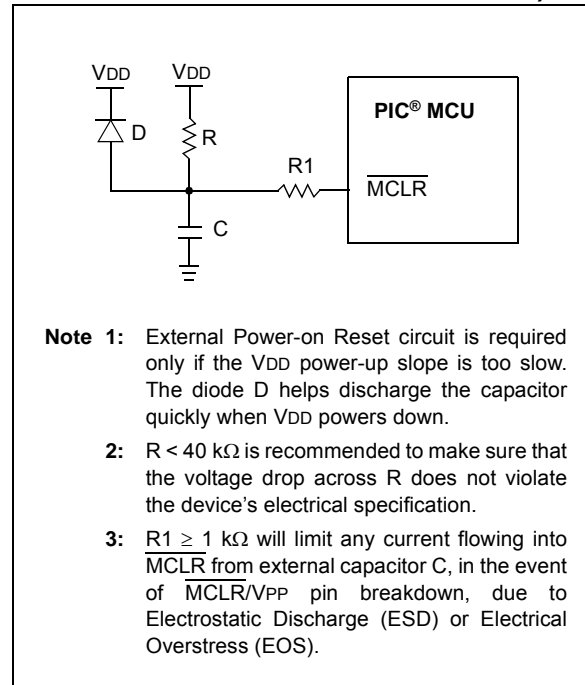 VDD VDD
PIC® MCU
D
R
R1
MCLR
C
Note 1: External Power-on Reset circuit is required
only if the VDD power-up slope is too slow.
The diode D helps discharge the capacitor
quickly when VDD powers down.
2: R < 40 kΩ is recommended to make sure that
the voltage drop across R does not violate
the device's electrical specification.
3: R1 ≥ 1 kΩ will limit any current flowing into
MCLR from external capacitor C, in the event
of MCLR/VPP pin breakdown, due to
Electrostatic Discharge (ESD) or Electrical
Overstress (EOS).